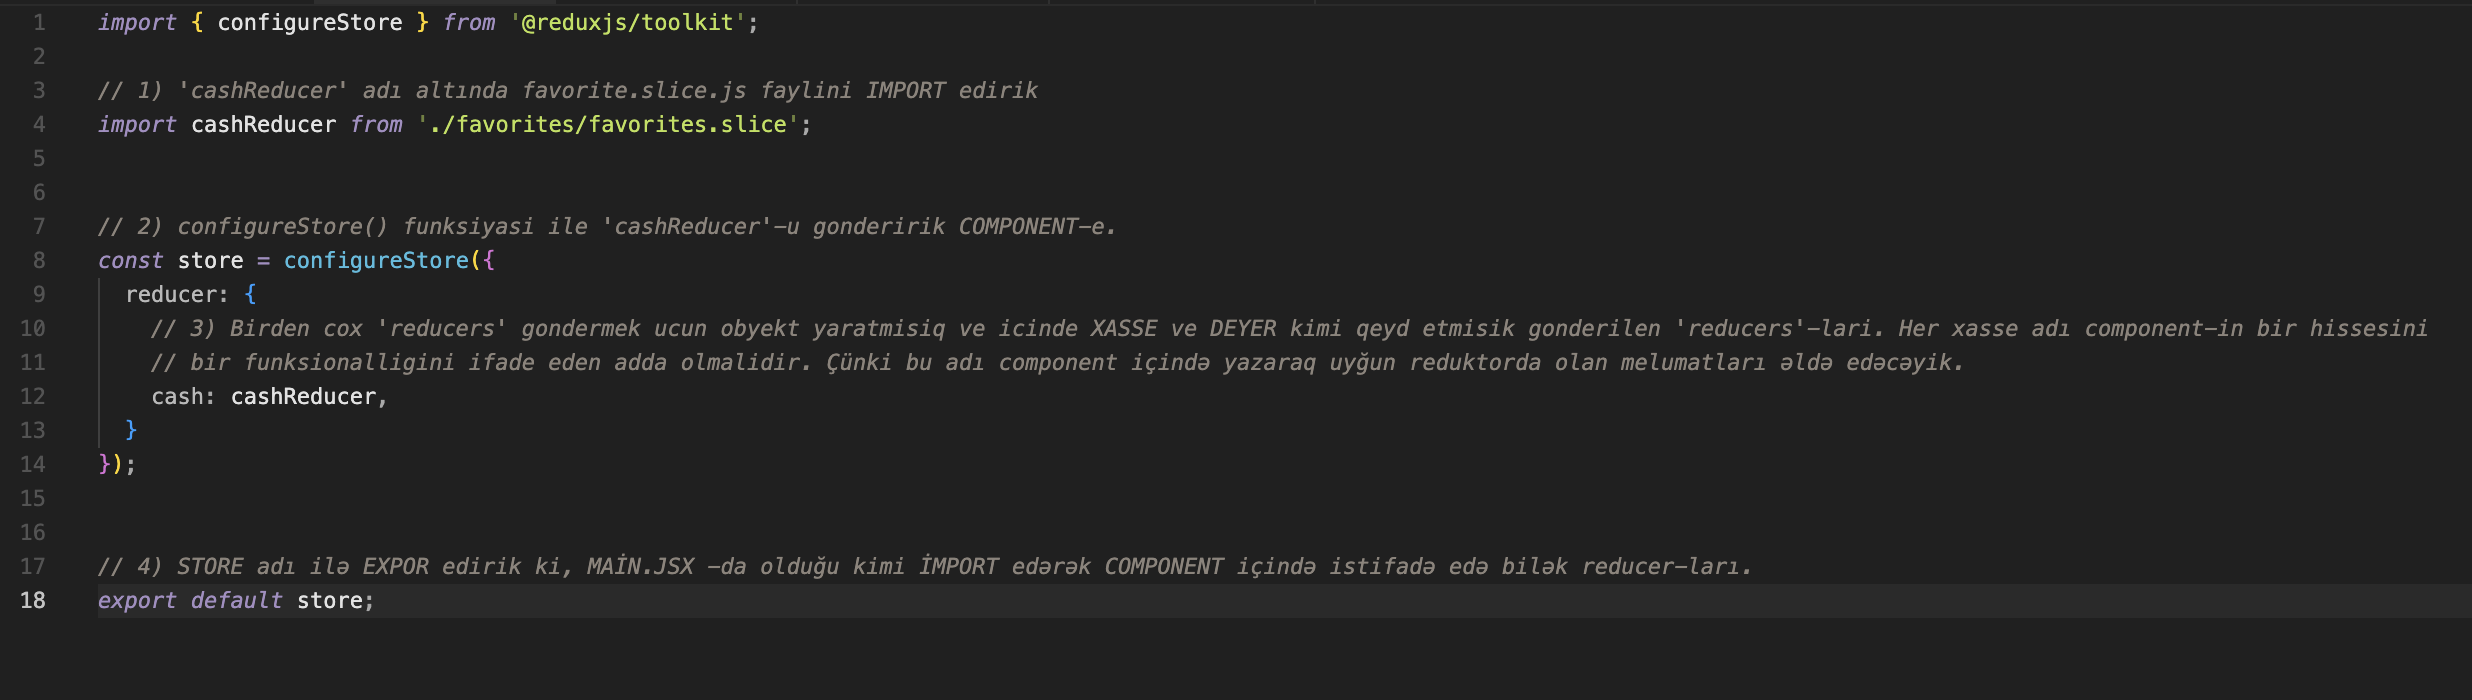 1 import { configureStore } from '@reduxjs/toolkit';
2
3 // 1) 'cashReducer' adı altında favorite.slice.js faylini IMPORT edirik
4 import cashReducer from './favorites/favorites.slice';
5
6
7 // 2) configureStore() funksiyasi ile 'cashReducer'-u gonderirik COMPONENT-e.
8 const store = configureStore({
9 reducer: {
10 // 3) Birden cox 'reducers' gondermek ucun obyekt yaratmisiq ve icinde XASSE ve DEYER kimi qeyd etmisik gonderilen 'reducers'-lari. Her xasse adı component-in bir hissesini
11 // bir funksionalligini ifade eden adda olmalidir. Çünki bu adı component içində yazaraq uyğun reduktorda olan melumatları əldə edəcəyik.
12 cash: cashReducer,
13 }
14 });
15
16
17 // 4) STORE adı ilə EXPOR edirik ki, MAİN.JSX -da olduğu kimi İMPORT edərək COMPONENT içində istifadə edə bilək reducer-ları.
18 export default store;